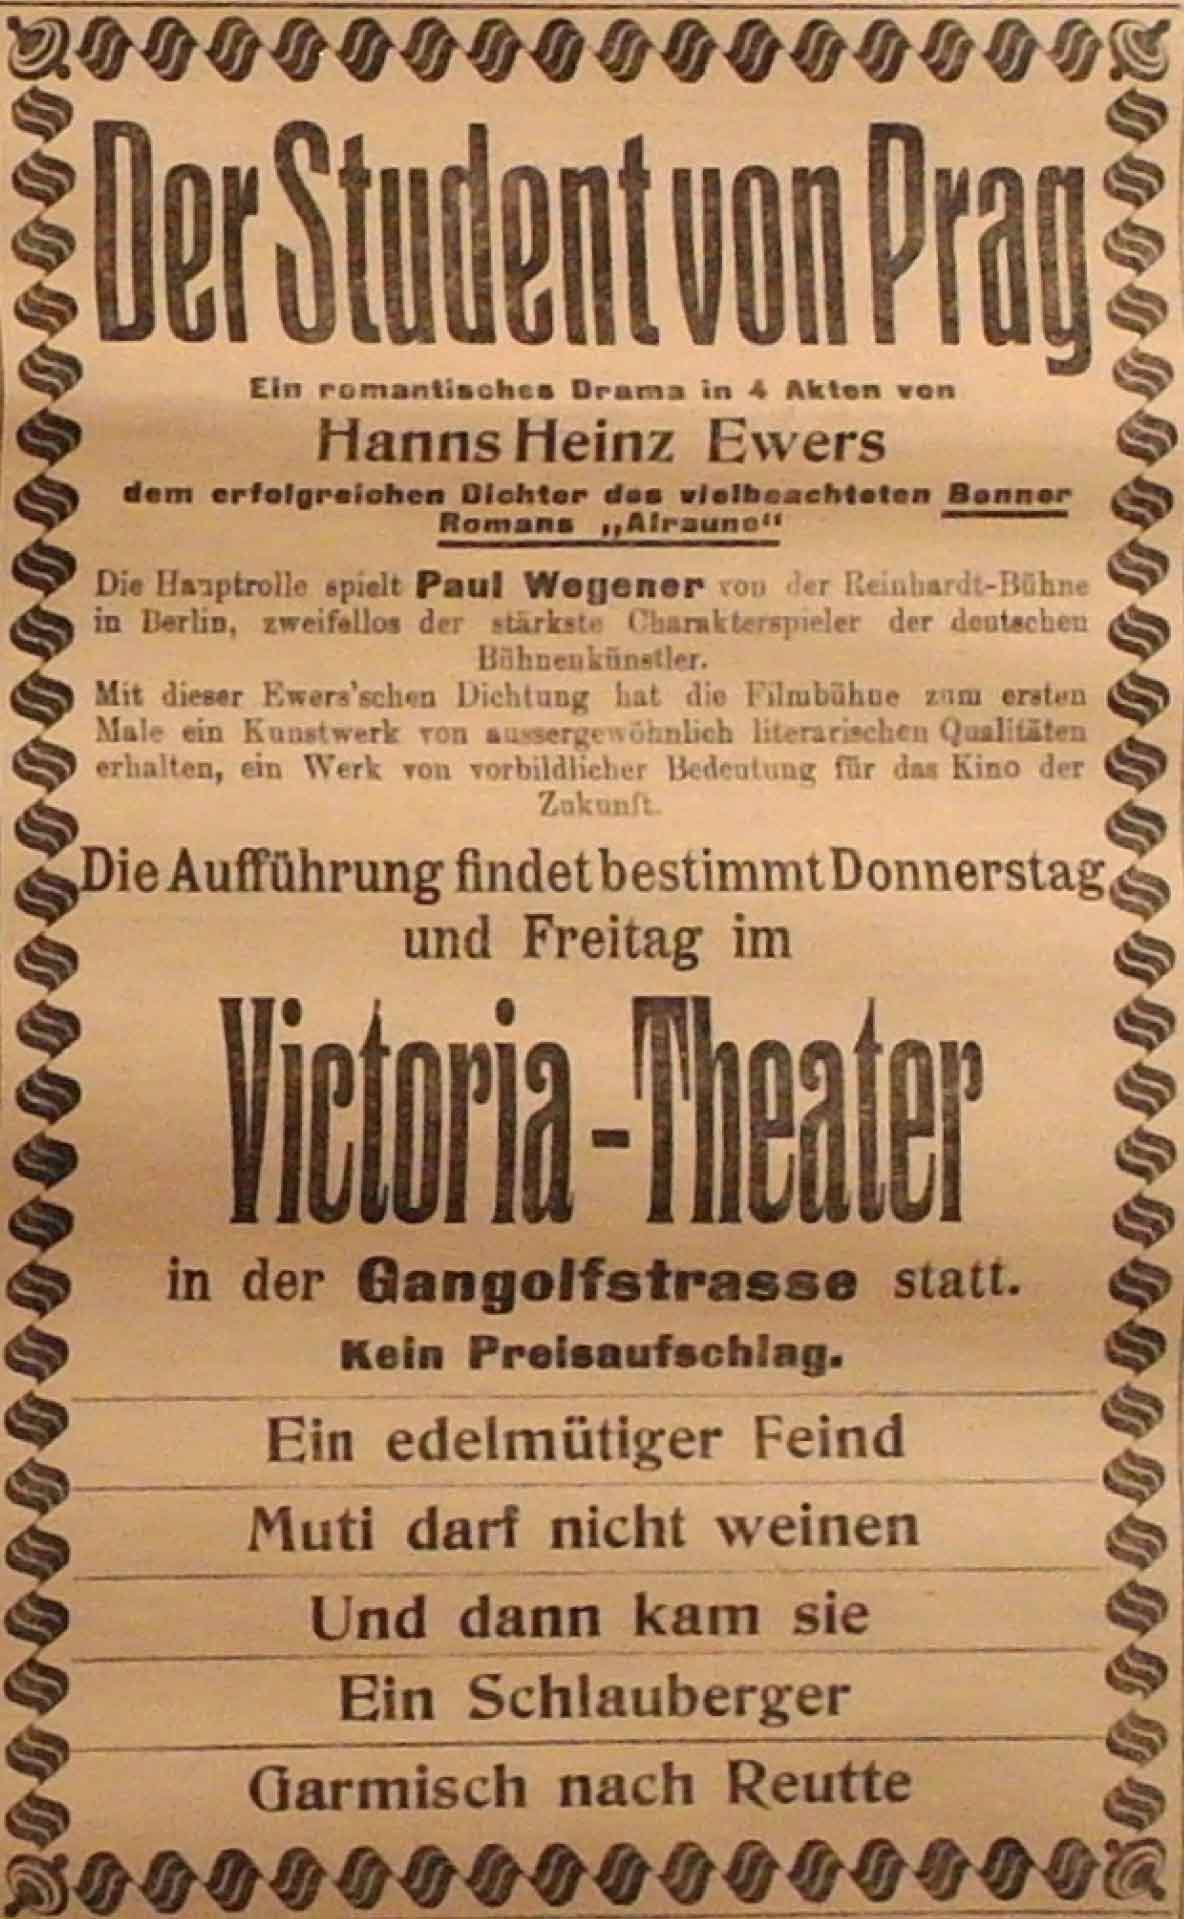 Der Student von Prag
Ein romantisches Drama in 4 Akten von
Hanns Heinz Ewers
dem erfolgreichen Dichter des vielbeachteten Bonner
Romans „Alraune“
Die Hauptrolle spielt Paul Wegener von der Reinhardt-Bühne
in Berlin, zweifellos der stärkste Charakterspieler der deutschen
Bühnenkünstler.
Mit dieser Ewers'schen Dichtung hat die Filmbühne zum ersten
Male ein Kunstwerk von aussergewöhnlich literarischen Qualitäten
erhalten, ein Werk von vorbildlicher Bedeutung für das Kino der
Zukunft.
Die Aufführung findet bestimmt Donnerstag
und Freitag im
Victoria-Theater
in der Gangolfstrasse statt.
Kein Preisaufschlag.
Ein edelmütiger Feind
Muti darf nicht weinen
Und dann kam sie
Ein Schlauberger
Garmisch nach Reutte